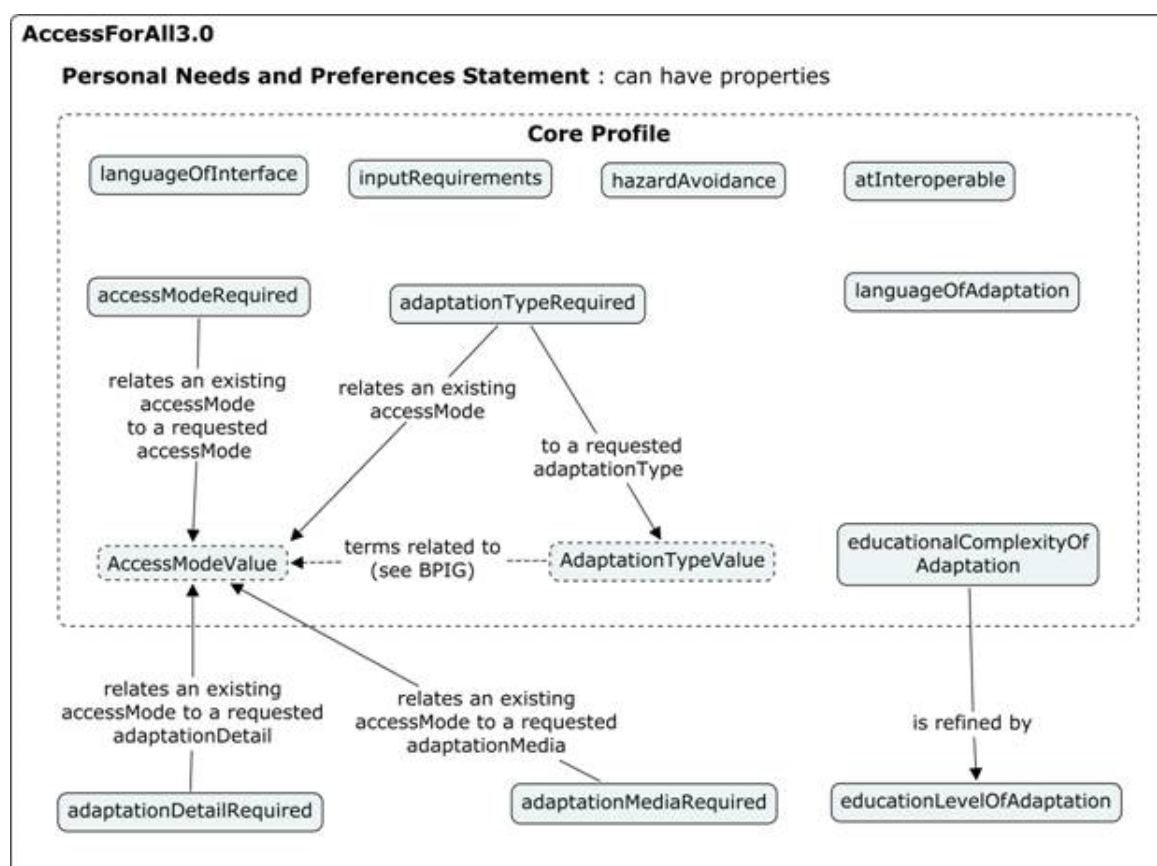 AccessForAll3.0
Personal Needs and Preferences Statement : can have properties
Core Profile
languageOfInterface
inputRequirements
hazardAvoidance
atInteroperable
accessModeRequired
adaptationTypeRequired
languageOfAdaptation
relates an existing
accessMode
to a requested
accessMode
relates an existing
accessMode
to a requested
adaptationType
AccessModeValue
terms related to
(see BPIG)
AdaptationTypeValue
educationalComplexityOf
Adaptation
relates an existing
accessMode to a requested
adaptationDetail
relates an existing
accessMode to a requested
adaptationMedia
is refined by
adaptationDetailRequired
adaptationMediaRequired
educationLevelOfAdaptation